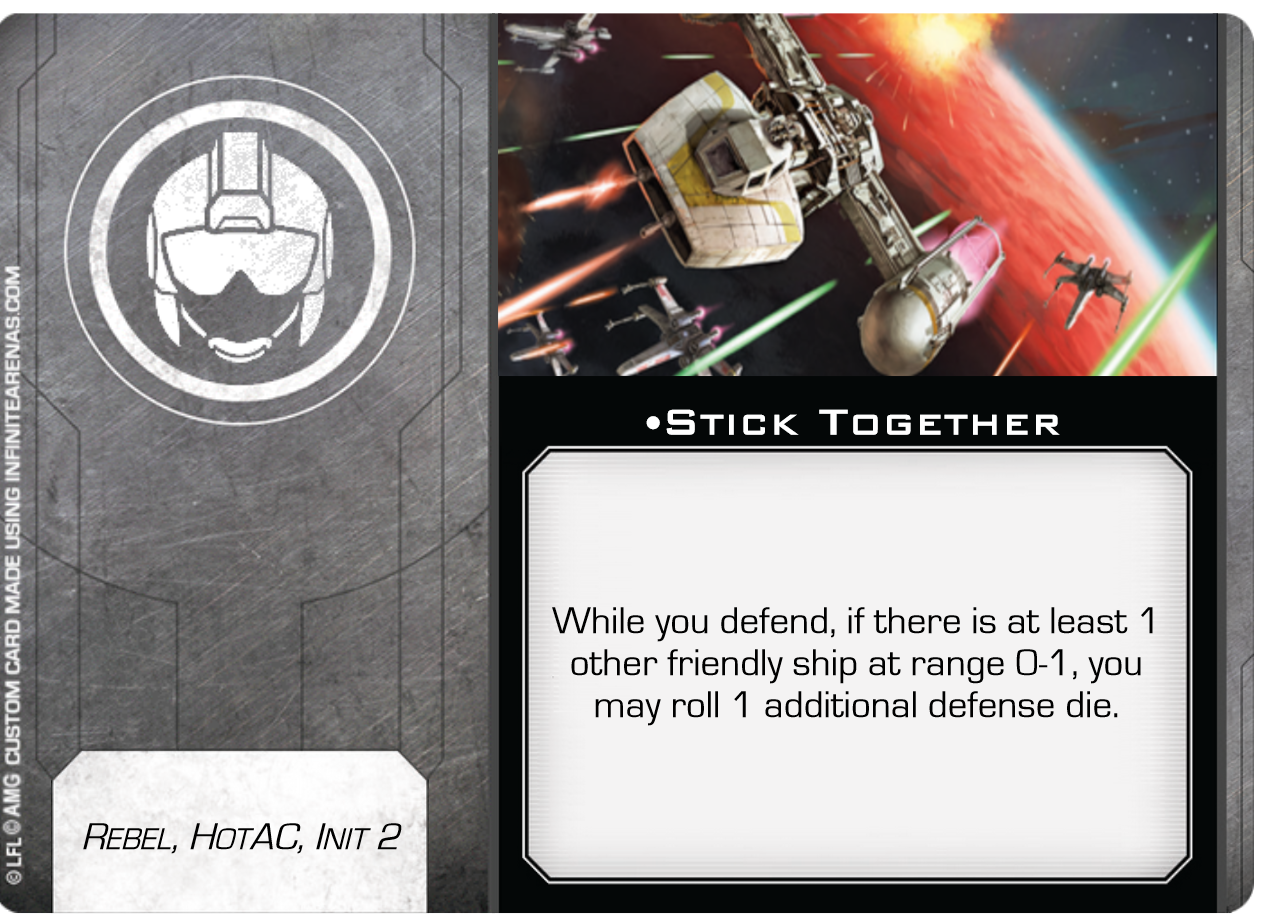 •Stick Together
While you defend, if there is at least 1
other friendly ship at range 0-1, you
may roll 1 additional defense die.
Rebel, HotAC, Init 2
© LFL © AMG CUSTOM CARD MADE USING INFINITEARENAS.COM